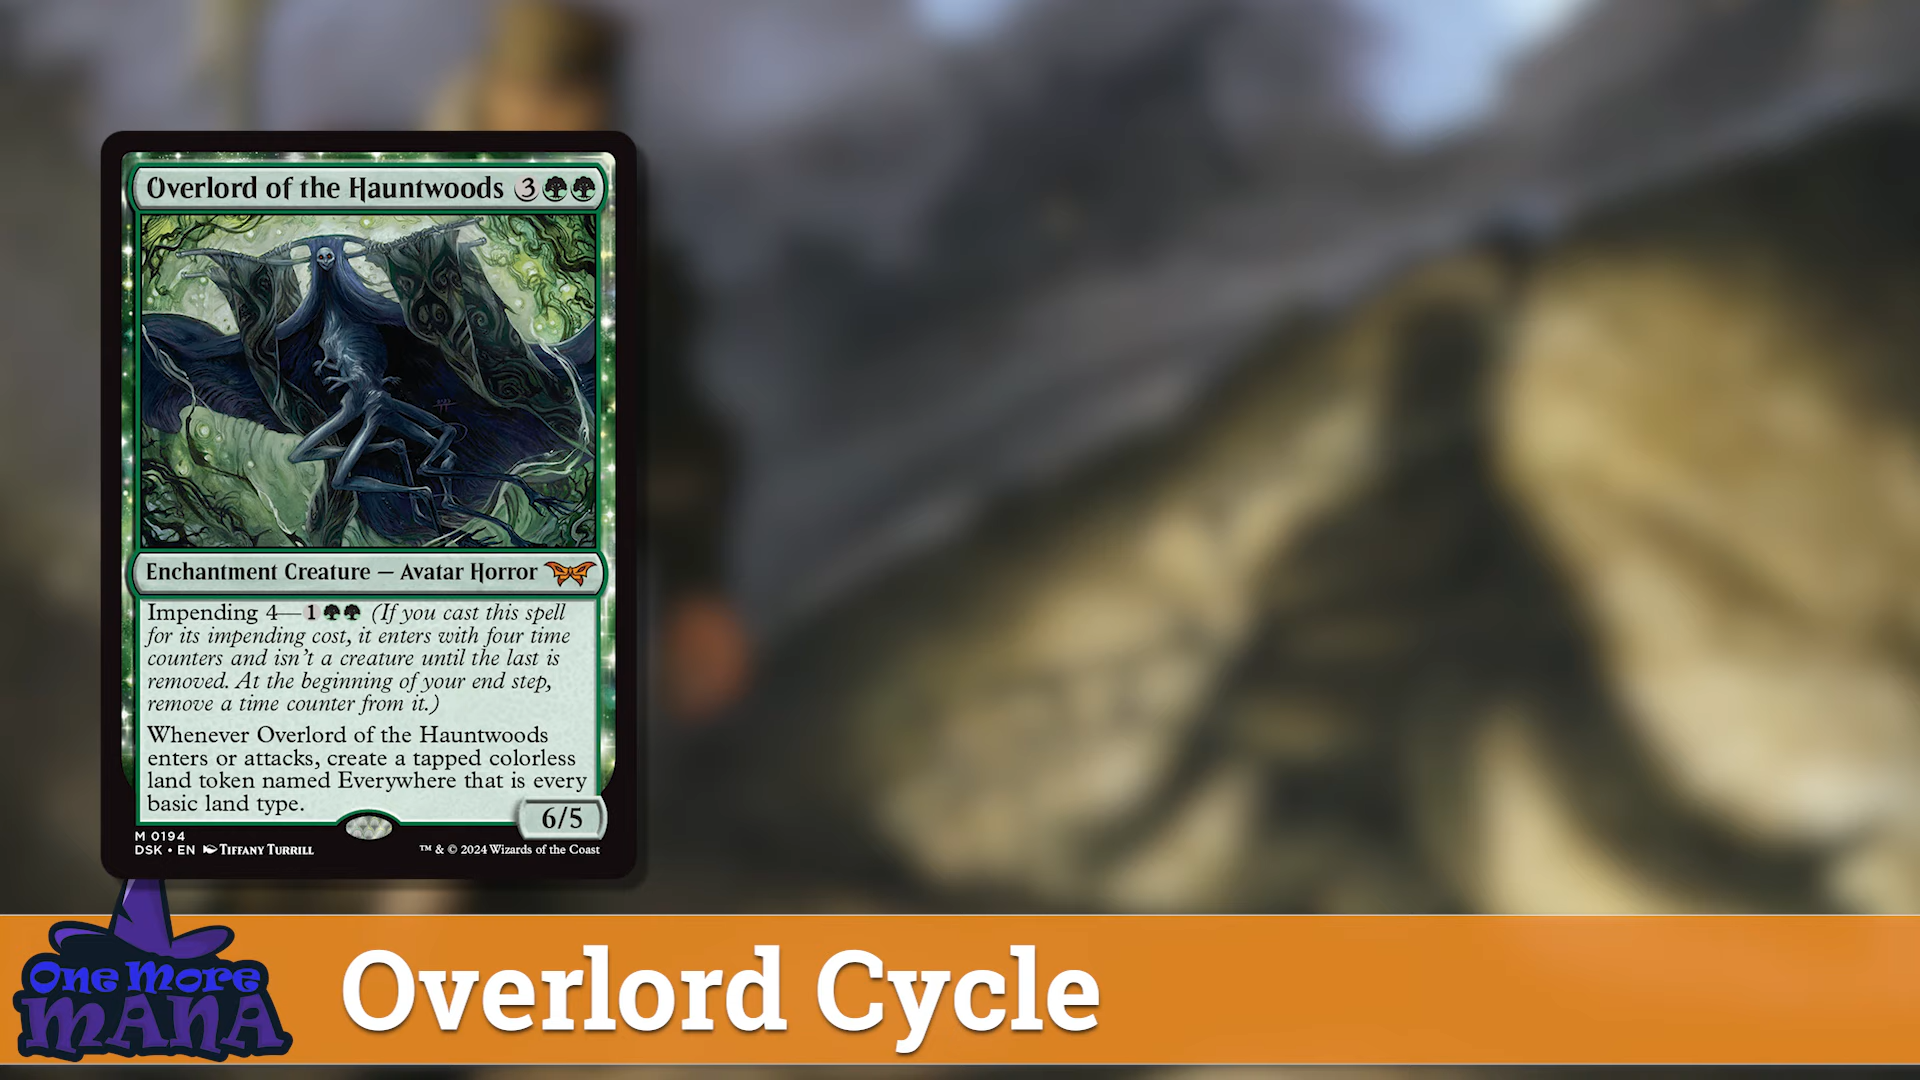 Overlord of the Hauntwoods 3
Enchantment Creature — Avatar Horror
Impending 4—1 (If you cast this spell
for its impending cost, it enters with four time
counters and isn't a creature until the last is
removed. At the beginning of your end step,
remove a time counter from it.)
Whenever Overlord of the Hauntwoods
enters or attacks, create a tapped colorless
land token named Everywhere that is every
basic land type.
6/5
M 0194
DSK • EN Tiffany Turrill
™ & © 2024 Wizards of the Coast
One More
Mana
Overlord Cycle